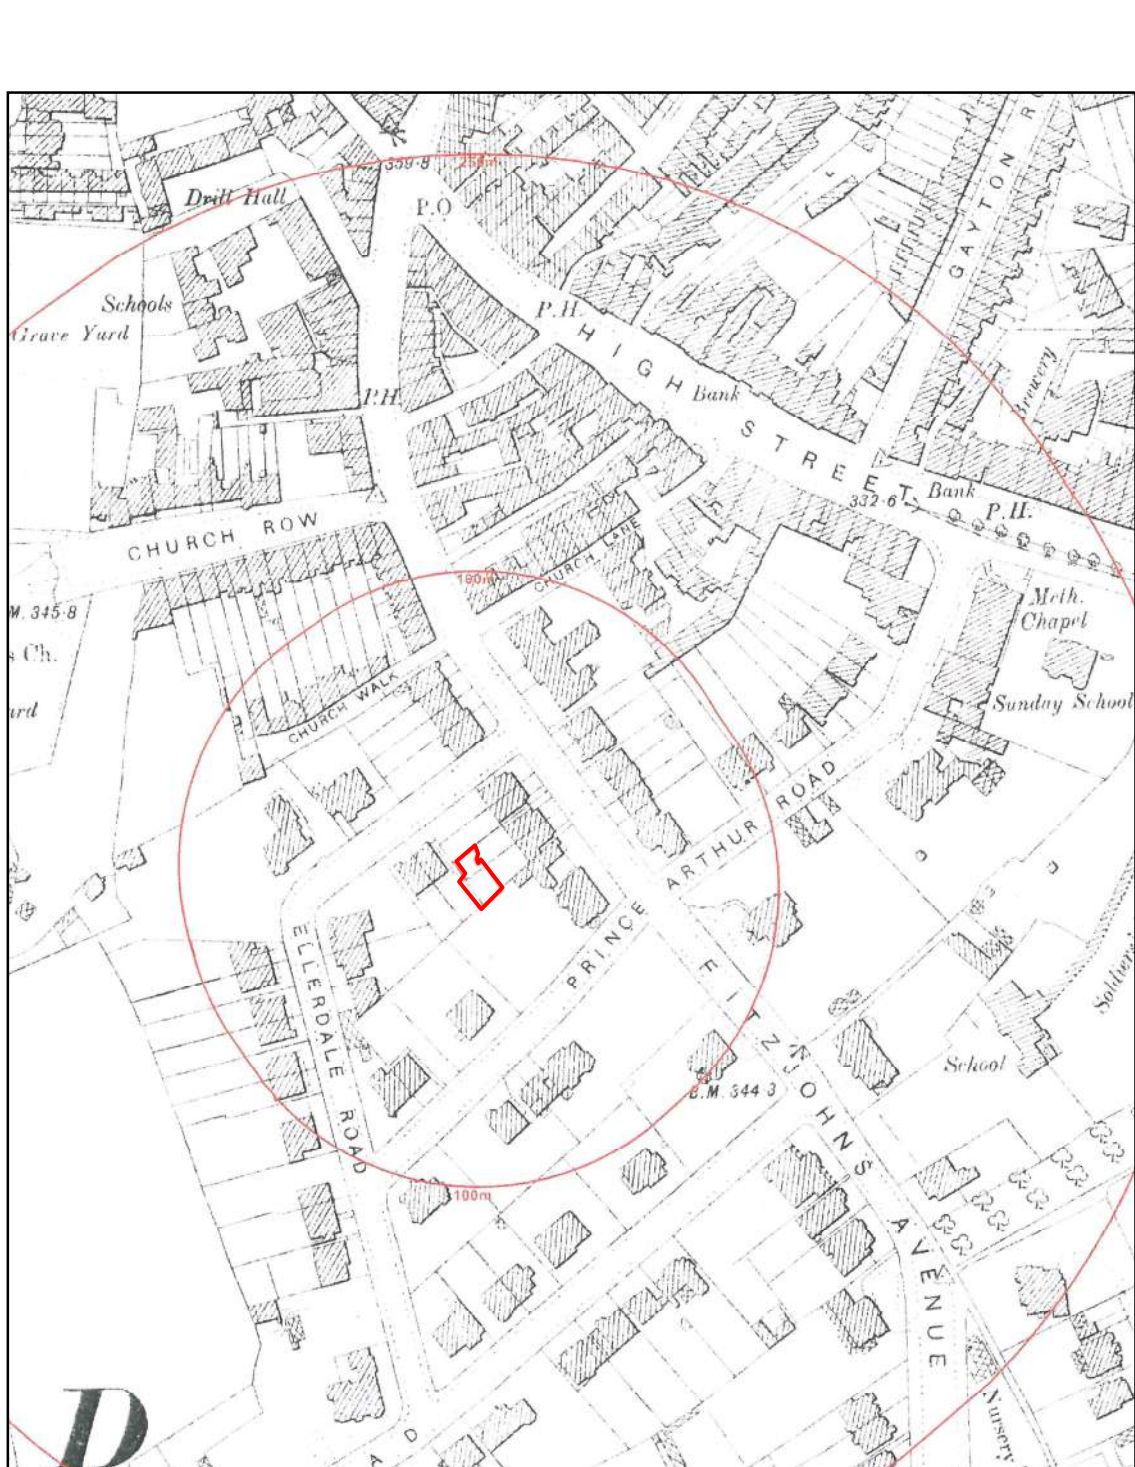 359·8
250m
P.O
Drill Hall
Schools
Grave Yard
P.H
GAYTON
HIGH STREET
Bank
Brewery
P.H.
332·6
Bank
P.H.
CHURCH ROW
CHURCH LANE
100m
M. 345·8
s Ch.
ard
Meth.
Chapel
Sunday School
CHURCH WALK
PRINCE ARTHUR ROAD
ELLERDALE ROAD
FITZJOHNS AVENUE
B.M. 344·3
School
100m
D
Nursery